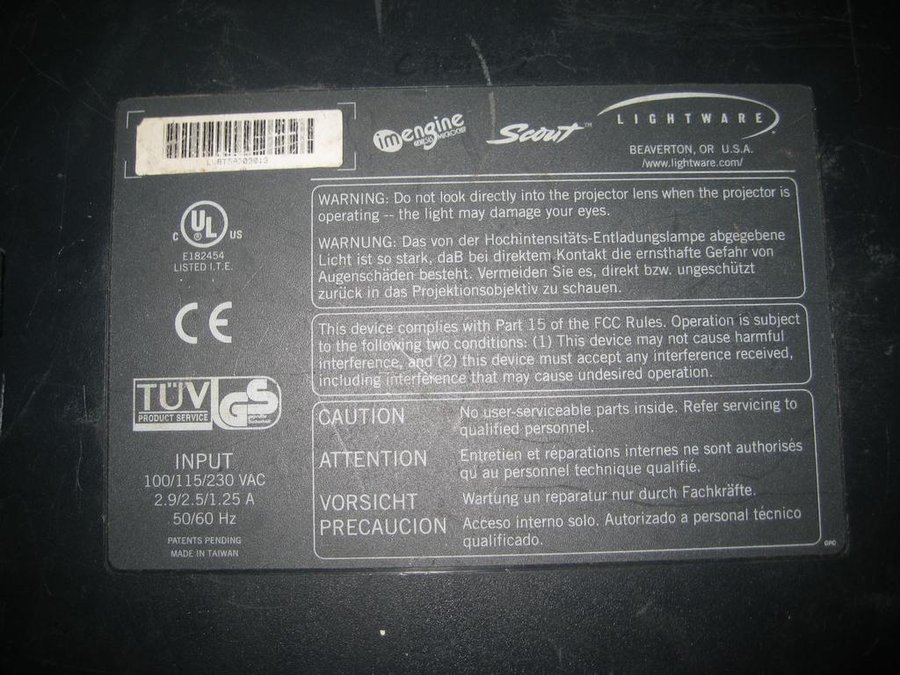 imengine
Scout™
LIGHTWARE
BEAVERTON, OR U.S.A.
/www.lightware.com/
C UL ® US
E182454
LISTED I.T.E.
CE
TÜV
PRODUCT SERVICE
GS
INPUT
100/115/230 VAC
2.9/2.5/1.25 A
50/60 Hz
PATENTS PENDING
MADE IN TAIWAN
WARNING: Do not look directly into the projector lens when the projector is
operating -- the light may damage your eyes.
WARNUNG: Das von der Hochintensitäts-Entladungslampe abgegebene
Licht ist so stark, daB bei direktem Kontakt die ernsthafte Gefahr von
Augenschäden besteht. Vermeiden Sie es, direkt bzw. ungeschützt
zurück in das Projektionsobjektiv zu schauen.
This device complies with Part 15 of the FCC Rules. Operation is subject
to the following two conditions: (1) This device may not cause harmful
interference, and (2) this device must accept any interference received,
including interference that may cause undesired operation.
CAUTION No user-serviceable parts inside. Refer servicing to
qualified personnel.
ATTENTION Entretien et réparations internes ne sont authorisés
qu au personnel technique qualifié.
VORSICHT Wartung un reparatur nur durch Fachkräfte.
PRECAUCION Acceso interno solo. Autorizado a personal técnico
qualificado.
GPC